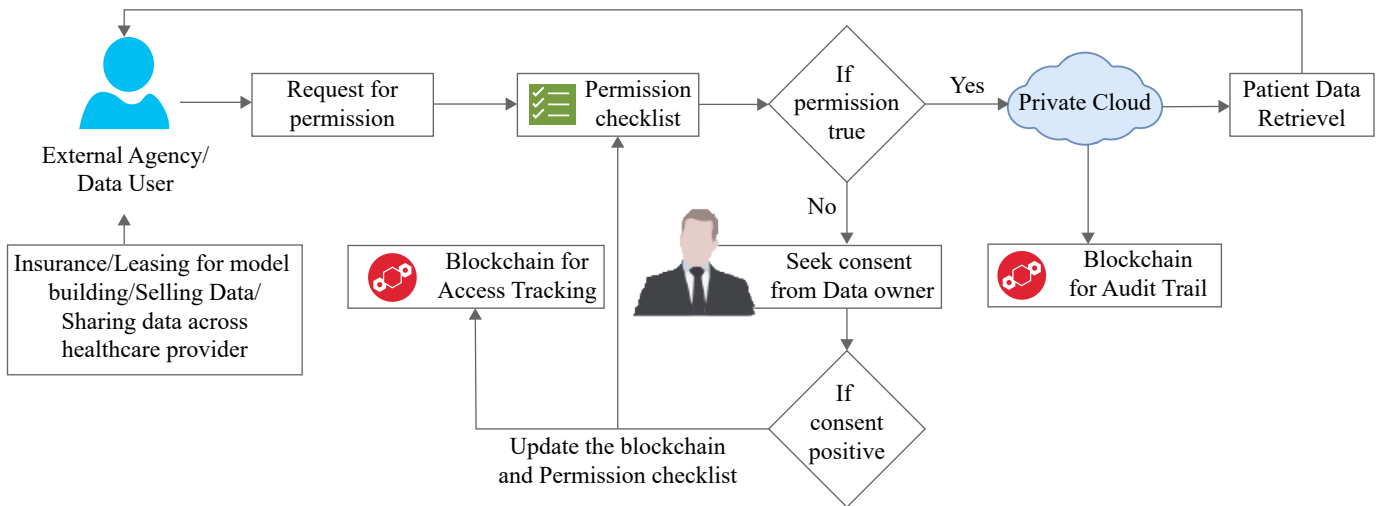 External Agency/
Data User
Insurance/Leasing for model
building/Selling Data/
Sharing data across
healthcare provider
Request for
permission
Permission
checklist
If
permission
true
Yes
Private Cloud
Patient Data
Retrievel
No
Blockchain for
Access Tracking
Seek consent
from Data owner
Blockchain
for Audit Trail
If
consent
positive
Update the blockchain
and Permission checklist